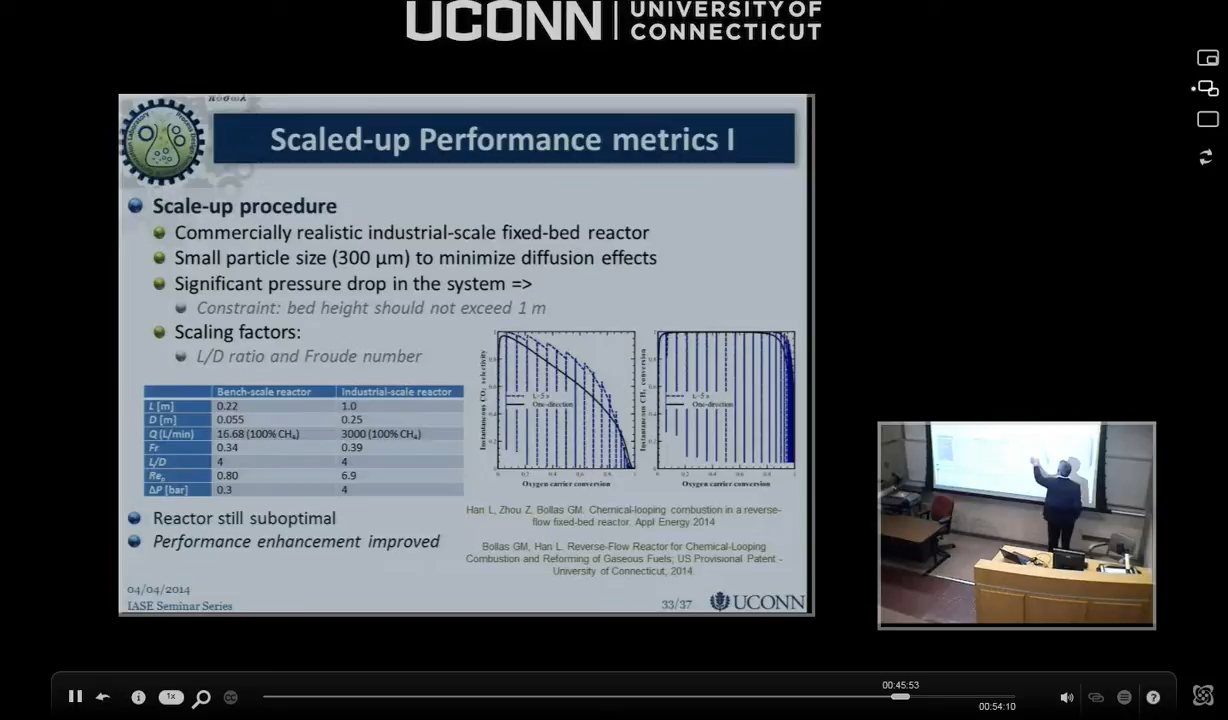 UCONN
UNIVERSITY OF
CONNECTICUT
Scaled-up Performance metrics I
Scale-up procedure
Commercially realistic industrial-scale fixed-bed reactor
Small particle size (300 μm) to minimize diffusion effects
Significant pressure drop in the system =>
Constraint: bed height should not exceed 1 m
Scaling factors:
L/D ratio and Froude number
Bench-scale reactor Industrial-scale reactor
L [m] 0.22 1.0
D [m] 0.055 0.25
Q (L/min) 16.68 (100% CH₄) 3000 (100% CH₄)
Fr 0.34 0.39
L/D 4 4
Reₚ 0.80 6.9
ΔP [bar] 0.3 4
Instantaneous CO₂ selectivity
One-direction
Oxygen carrier conversion
Instantaneous CH₄ conversion
One-direction
Oxygen carrier conversion
Han L, Zhou Z, Bollas GM. Chemical-looping combustion in a reverse-
flow fixed-bed reactor. Appl Energy 2014
Bollas GM, Han L. Reverse-Flow Reactor for Chemical-Looping
Combustion and Reforming of Gaseous Fuels; US Provisional Patent -
University of Connecticut, 2014.
Reactor still suboptimal
Performance enhancement improved
04/04/2014
IASE Seminar Series
33/37
UCONN
1x
CC
00:45:53
00:54:10